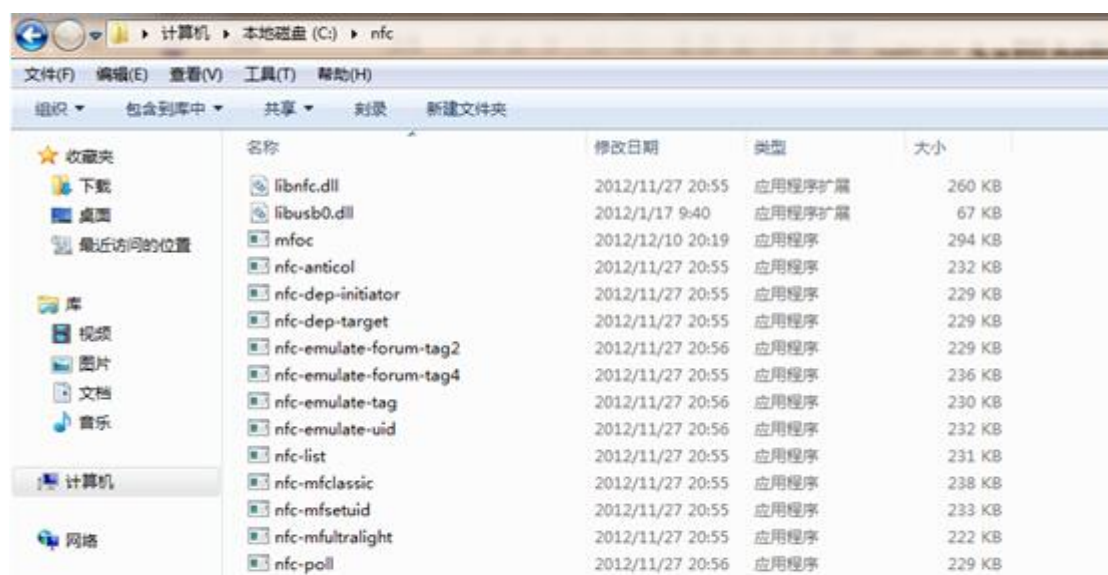 计算机 本地磁盘 (C:) nfc
文件(F) 编辑(E) 查看(V) 工具(T) 帮助(H)
组织 包含到库中 共享 刻录 新建文件夹
收藏夹
下载
桌面
最近访问的位置
库
视频
图片
文档
音乐
计算机
网络
名称 修改日期 类型 大小
libnfc.dll 2012/11/27 20:55 应用程序扩展 260 KB
libusb0.dll 2012/1/17 9:40 应用程序扩展 67 KB
mfoc 2012/12/10 20:19 应用程序 294 KB
nfc-anticol 2012/11/27 20:55 应用程序 232 KB
nfc-dep-initiator 2012/11/27 20:55 应用程序 229 KB
nfc-dep-target 2012/11/27 20:55 应用程序 229 KB
nfc-emulate-forum-tag2 2012/11/27 20:56 应用程序 229 KB
nfc-emulate-forum-tag4 2012/11/27 20:55 应用程序 236 KB
nfc-emulate-tag 2012/11/27 20:56 应用程序 230 KB
nfc-emulate-uid 2012/11/27 20:56 应用程序 232 KB
nfc-list 2012/11/27 20:55 应用程序 231 KB
nfc-mfclassic 2012/11/27 20:55 应用程序 238 KB
nfc-mfsetuid 2012/11/27 20:55 应用程序 233 KB
nfc-mfultralight 2012/11/27 20:55 应用程序 222 KB
nfc-poll 2012/11/27 20:56 应用程序 229 KB